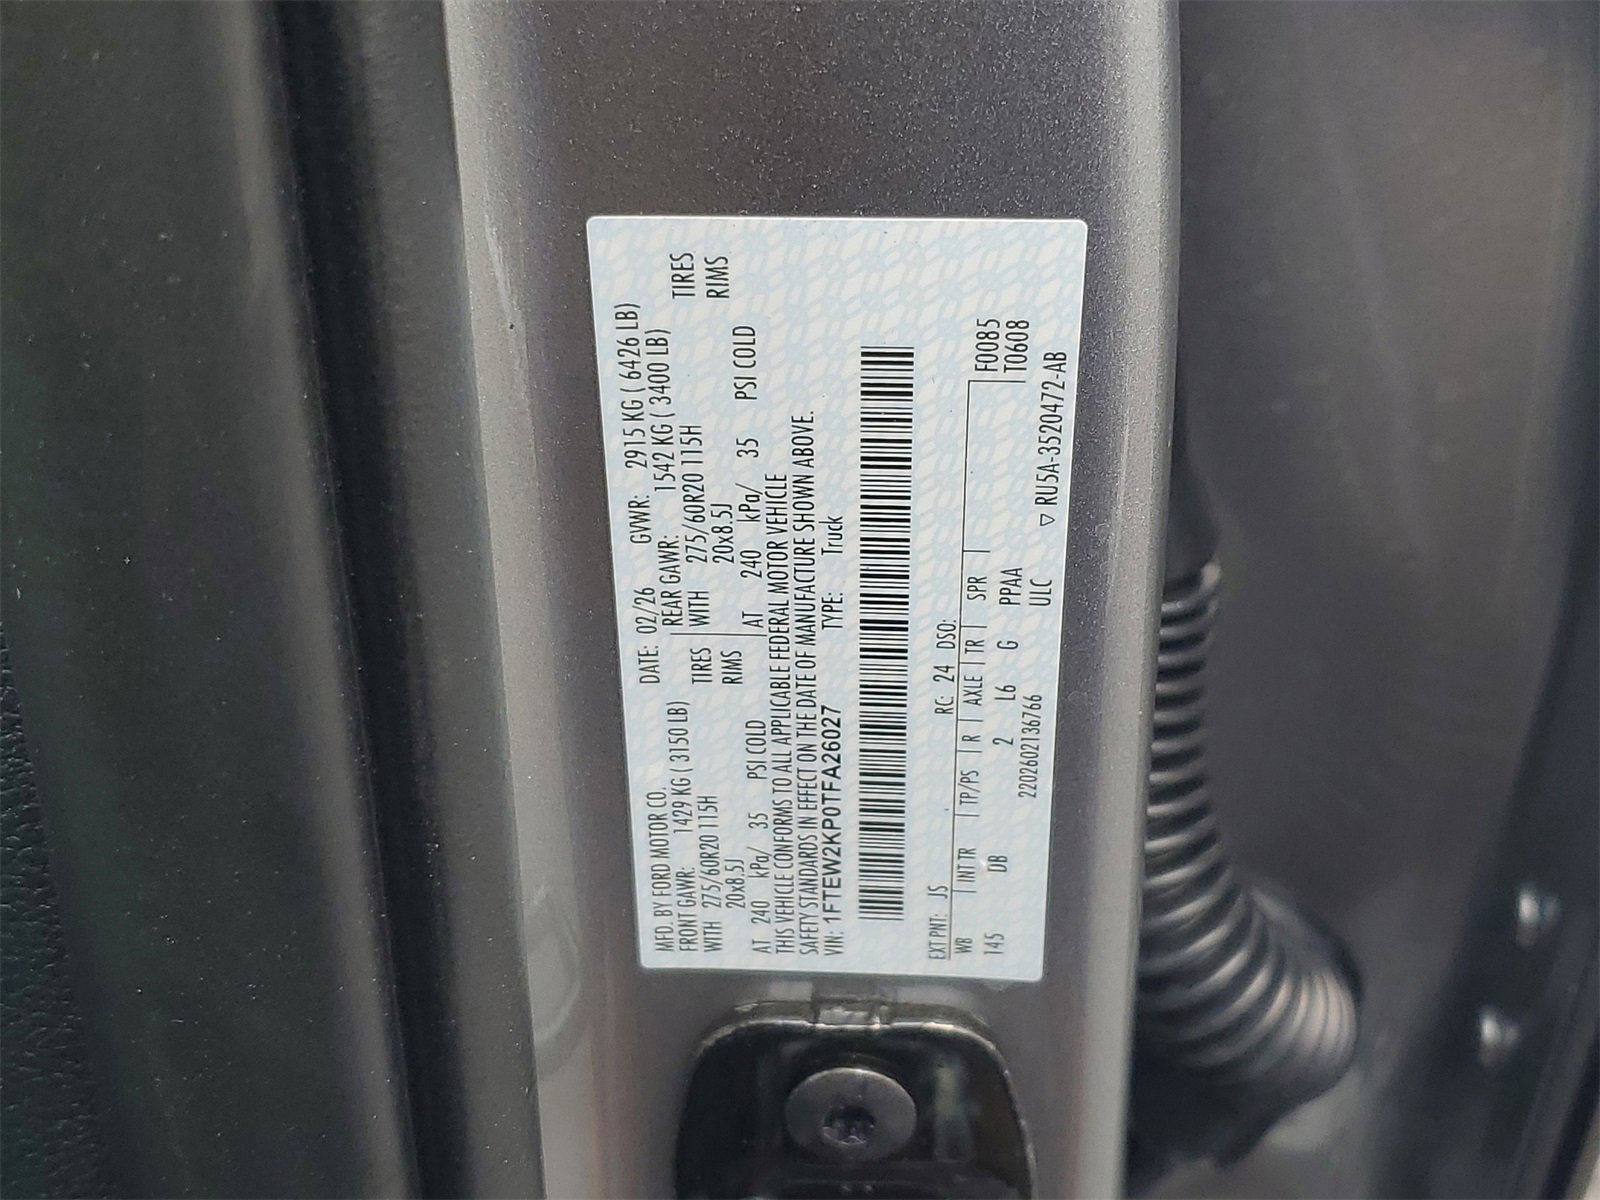 MFD. BY FORD MOTOR CO.
DATE: 02/26 GVWR: 2915 KG ( 6426 LB)
FRONT GAWR: 1429 KG ( 3150 LB) REAR GAWR: 1542 KG ( 3400 LB)
WITH 275/60R20 115H TIRES WITH 275/60R20 115H TIRES
20x8.5J RIMS 20x8.5J RIMS
AT 240 kPa/ 35 PSI COLD AT 240 kPa/ 35 PSI COLD
THIS VEHICLE CONFORMS TO ALL APPLICABLE FEDERAL MOTOR VEHICLE
SAFETY STANDARDS IN EFFECT ON THE DATE OF MANUFACTURE SHOWN ABOVE.
VIN: 1FTEW2KP0TFA26027 TYPE: Truck
EXT PNT: JS RC: 24 DSO:
WB INT TR TP/PS R AXLE TR SPR F0085
145 DB 2 L6 G PPAA T0608
2202602136766 ULC
▽ RU5A-3520472-AB